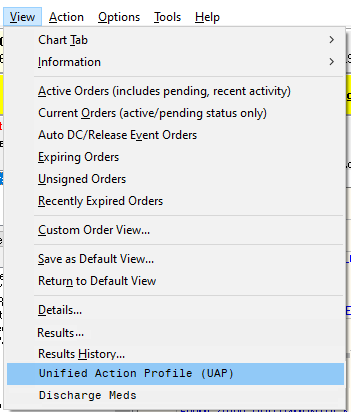 View Action Options Tools Help
Chart Tab
Information
Active Orders (includes pending, recent activity)
Current Orders (active/pending status only)
Auto DC/Release Event Orders
Expiring Orders
Unsigned Orders
Recently Expired Orders
Custom Order View...
Save as Default View...
Return to Default View
Details...
Results...
Results History...
Unified Action Profile (UAP)
Discharge Meds